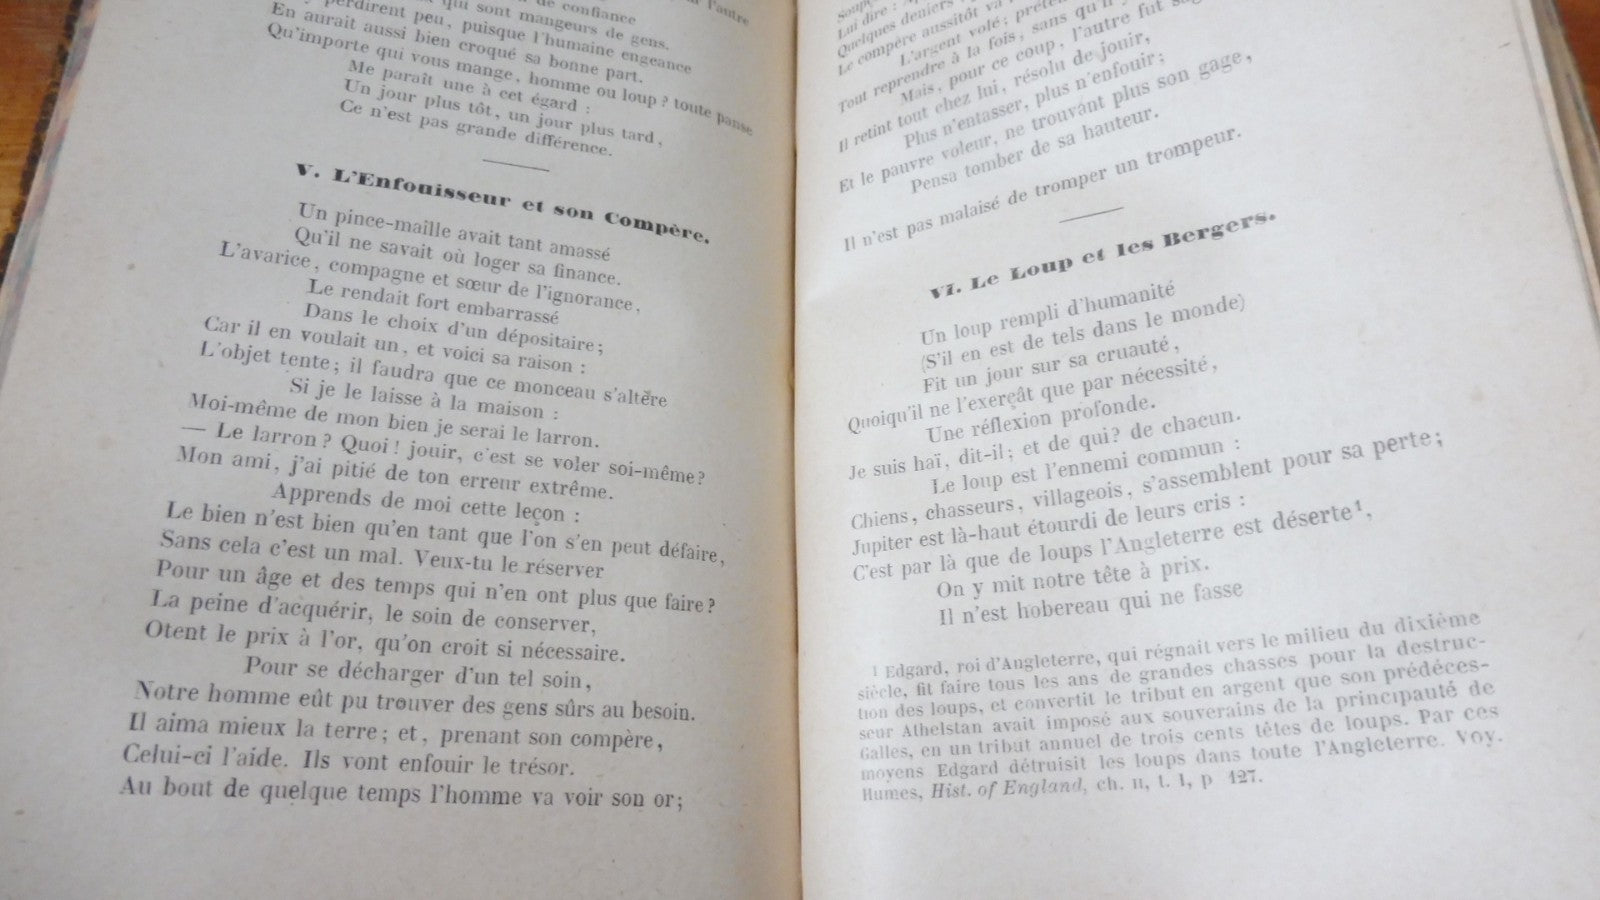 de confiance
qui sont mangeurs de gens.
perdirent peu, puisque l'humaine engeance
En aurait aussi bien croqué sa bonne part.
Qu'importe qui vous mange, homme ou loup? toute panse
Me paraît une à cet égard :
Un jour plus tôt, un jour plus tard,
Ce n'est pas grande différence.
V. L'Enfouisseur et son Compère.
Un pince-maille avait tant amassé
Qu'il ne savait où loger sa finance.
L'avarice, compagne et sœur de l'ignorance,
Le rendait fort embarrassé
Dans le choix d'un dépositaire;
Car il en voulait un, et voici sa raison :
L'objet tente; il faudra que ce monceau s'altère
Si je le laisse à la maison :
Moi-même de mon bien je serai le larron.
— Le larron? Quoi! jouir, c'est se voler soi-même?
Mon ami, j'ai pitié de ton erreur extrême.
Apprends de moi cette leçon :
Le bien n'est bien qu'en tant que l'on s'en peut défaire,
Sans cela c'est un mal. Veux-tu le réserver
Pour un âge et des temps qui n'en ont plus que faire?
La peine d'acquérir, le soin de conserver,
Otent le prix à l'or, qu'on croit si nécessaire.
Pour se décharger d'un tel soin,
Notre homme eût pu trouver des gens sûrs au besoin.
Il aima mieux la terre; et, prenant son compère,
Celui-ci l'aide. Ils vont enfouir le trésor.
Au bout de quelque temps l'homme va voir son or;
Lui dire :
Quelques deniers
Le compère aussitôt va
L'argent volé;
Tout reprendre à la fois, sans qu'il
Mais, pour ce coup, l'autre fut
Il retint tout chez lui, résolu de jouir,
Plus n'entasser, plus n'enfouir;
Et le pauvre voleur, ne trouvant plus son gage,
Pensa tomber de sa hauteur.
Il n'est pas malaisé de tromper un trompeur.
VI. Le Loup et les Bergers.
Un loup rempli d'humanité
(S'il en est de tels dans le monde)
Fit un jour sur sa cruauté,
Quoiqu'il ne l'exerçât que par nécessité,
Une réflexion profonde.
Je suis haï, dit-il; et de qui? de chacun.
Le loup est l'ennemi commun :
Chiens, chasseurs, villageois, s'assemblent pour sa perte;
Jupiter est là-haut étourdi de leurs cris :
C'est par là que de loups l'Angleterre est déserte¹,
On y mit notre tête à prix.
Il n'est hobereau qui ne fasse
1 Edgard, roi d'Angleterre, qui régnait vers le milieu du dixième
siècle, fit faire tous les ans de grandes chasses pour la destruc-
tion des loups, et convertit le tribut en argent que son prédéces-
seur Athelstan avait imposé aux souverains de la principauté de
Galles, en un tribut annuel de trois cents têtes de loups. Par ces
moyens Edgard détruisit les loups dans toute l'Angleterre. Voy.
Humes, Hist. of England, ch. II, t. I, p 127.